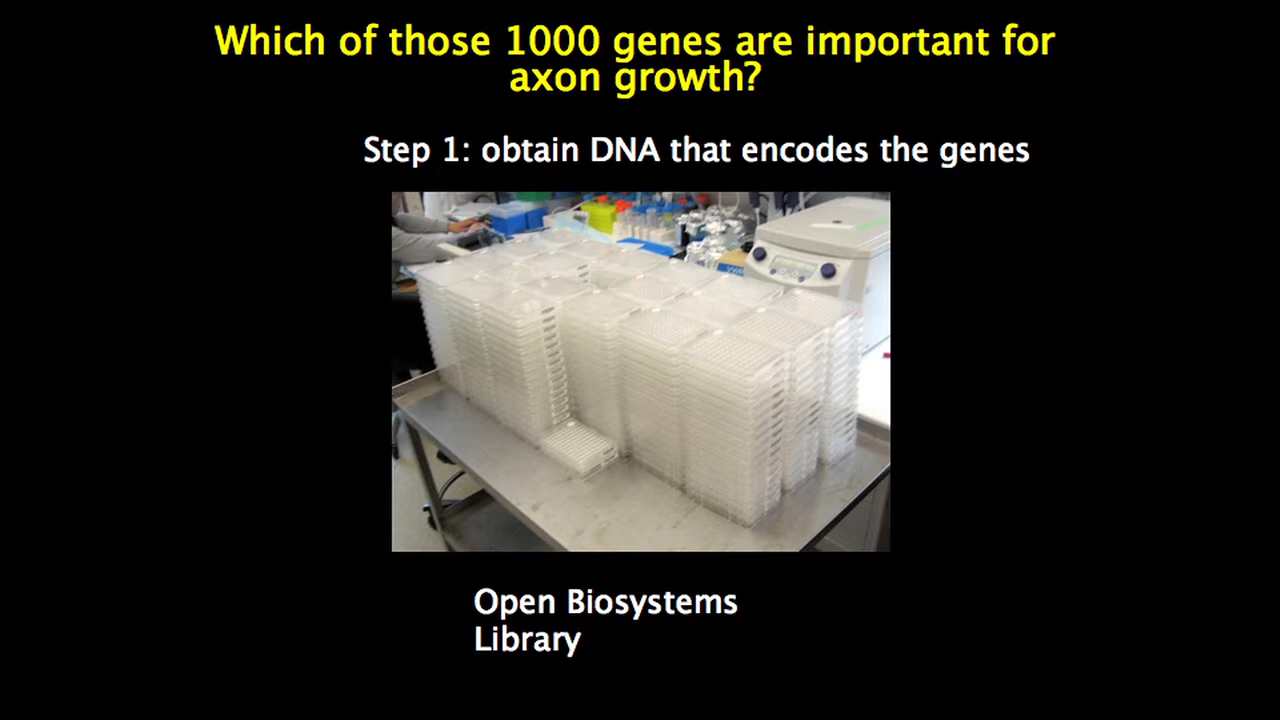 Which of those 1000 genes are important for
axon growth?
Step 1: obtain DNA that encodes the genes
Open Biosystems
Library